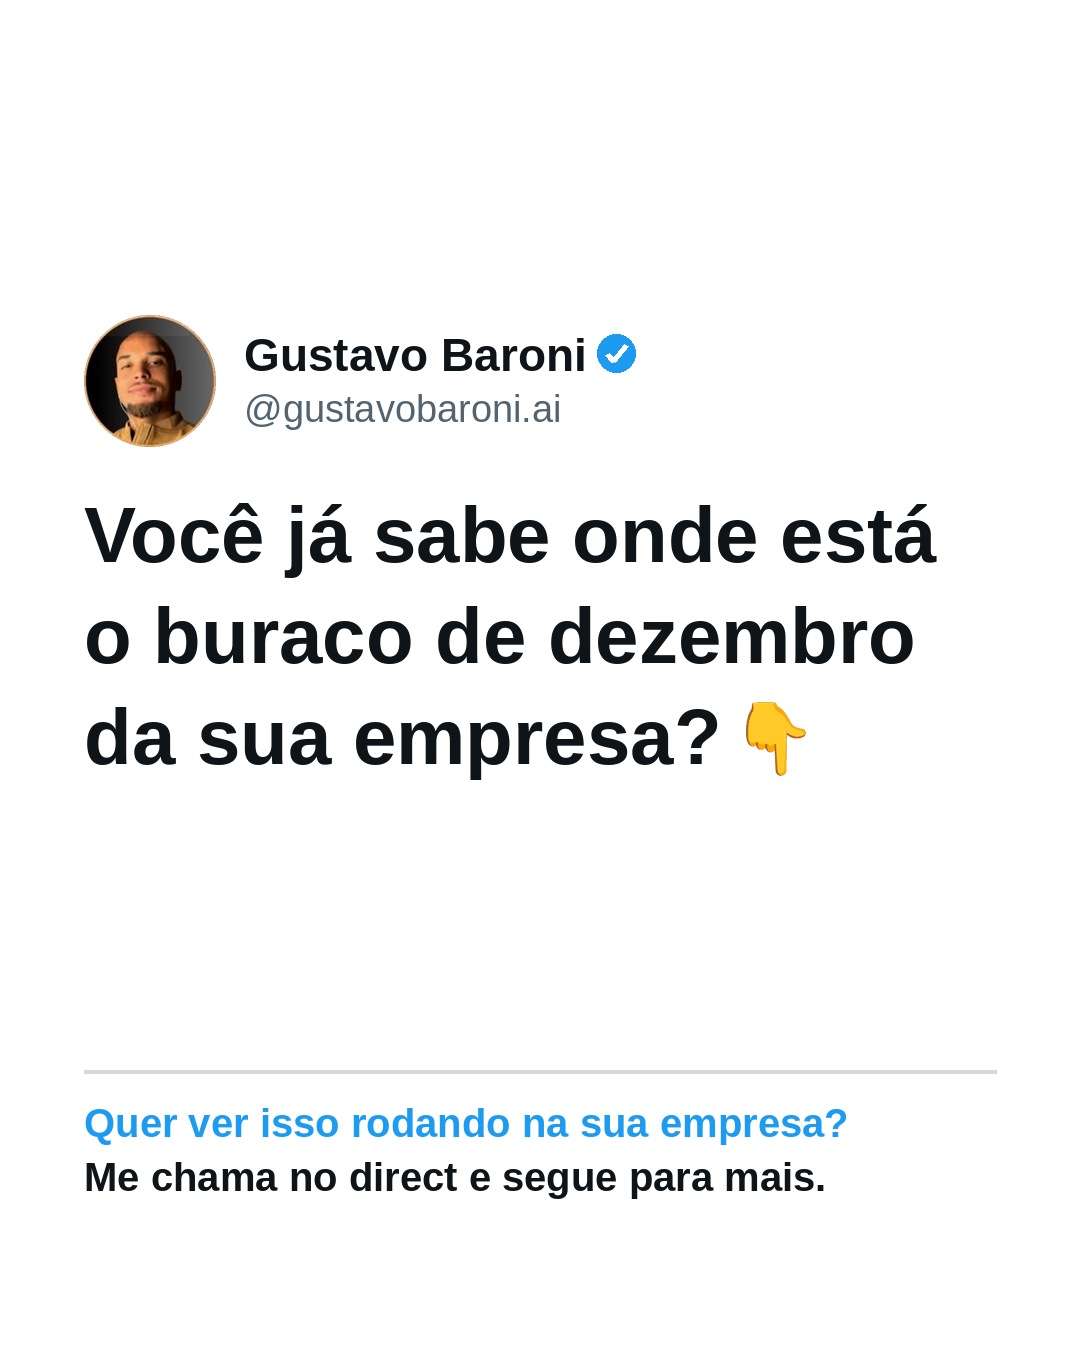 Gustavo Baroni
@gustavobaroni.ai
Você já sabe onde está
o buraco de dezembro
da sua empresa? 👇
Quer ver isso rodando na sua empresa?
Me chama no direct e segue para mais.